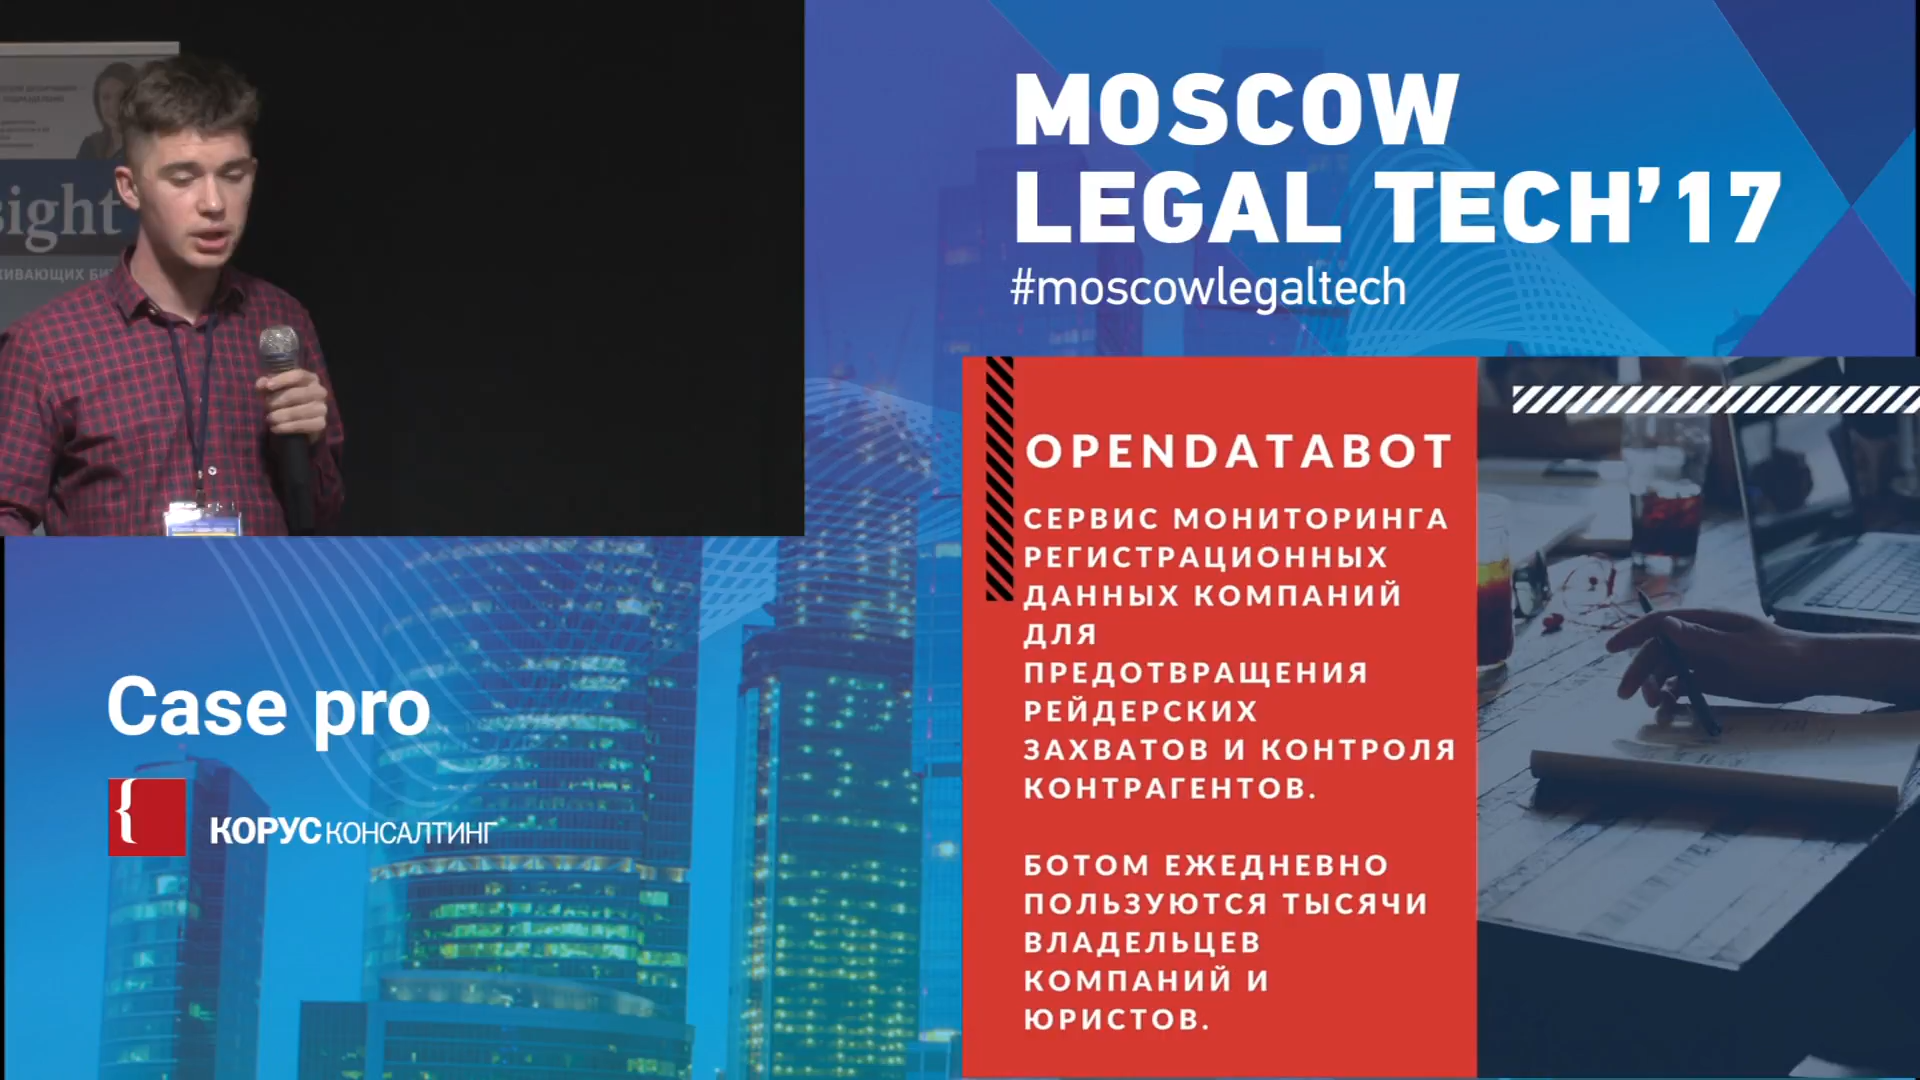 sight
MOSCOW
LEGAL TECH’17
#moscowlegaltech
OPENDATABOT
СЕРВИС МОНИТОРИНГА
РЕГИСТРАЦИОННЫХ
ДАННЫХ КОМПАНИЙ
ДЛЯ
ПРЕДОТВРАЩЕНИЯ
РЕЙДЕРСКИХ
ЗАХВАТОВ И КОНТРОЛЯ
КОНТРАГЕНТОВ.
БОТОМ ЕЖЕДНЕВНО
ПОЛЬЗУЮТСЯ ТЫСЯЧИ
ВЛАДЕЛЬЦЕВ
КОМПАНИЙ И
ЮРИСТОВ.
Case pro
КОРУС КОНСАЛТИНГ